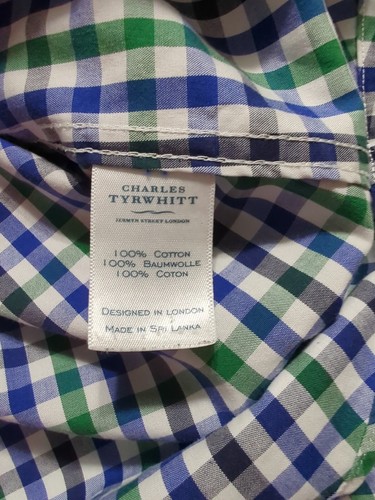 CHARLES
TYRWHITT
JERMYN STREET LONDON
100% COTTON
100% BAUMWOLLE
100% COTON
DESIGNED IN LONDON
MADE IN SRI LANKA